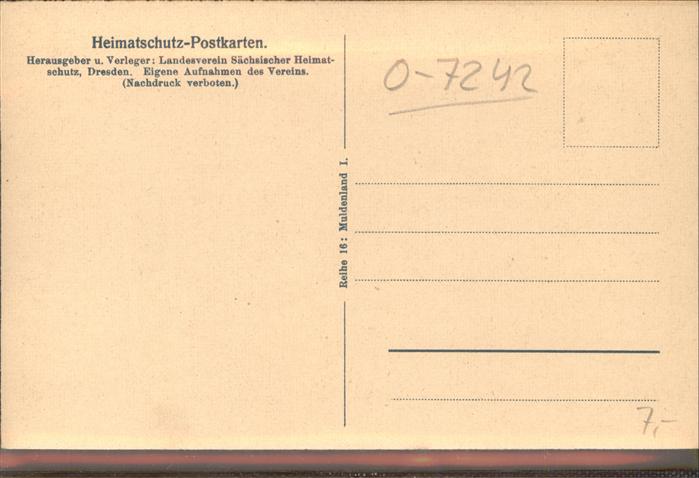 Heimatschutz-Postkarten.
Herausgeber u. Verleger: Landesverein Sächsischer Heimat-
schutz, Dresden. Eigene Aufnahmen des Vereins.
(Nachdruck verboten.)
Reihe 16: Muldenland I.
O-7242
7,-